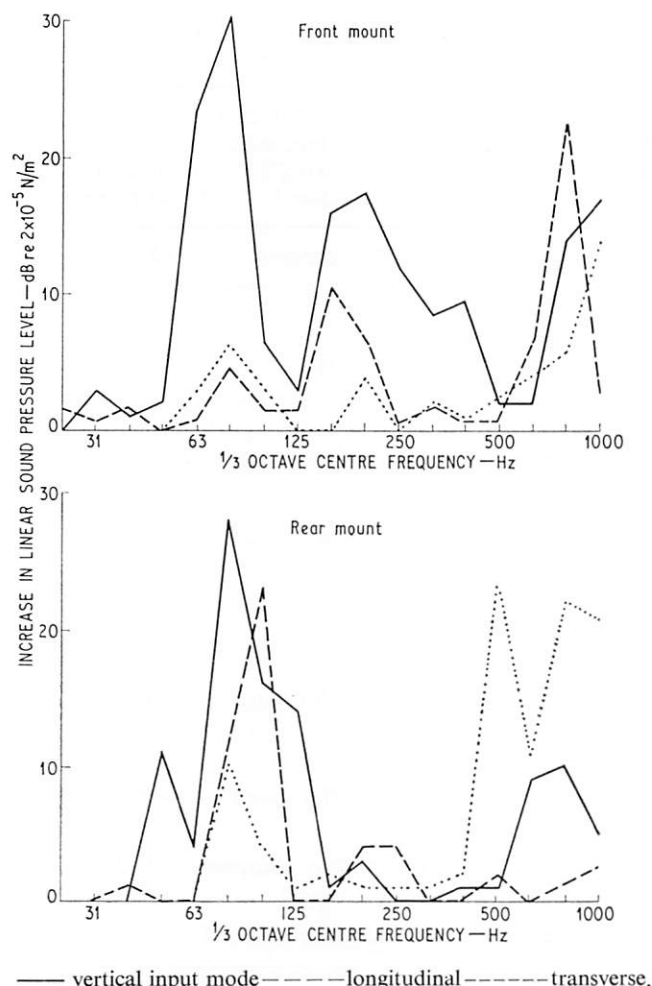 30
Front mount
20
10
0
31 63 125 250 500 1000
1/3 OCTAVE CENTRE FREQUENCY—Hz
INCREASE IN LINEAR SOUND PRESSURE LEVEL—dB re 2×10⁻⁵ N/m²
30
Rear mount
20
10
0
31 63 125 250 500 1000
1/3 OCTAVE CENTRE FREQUENCY—Hz
vertical input mode longitudinal transverse.